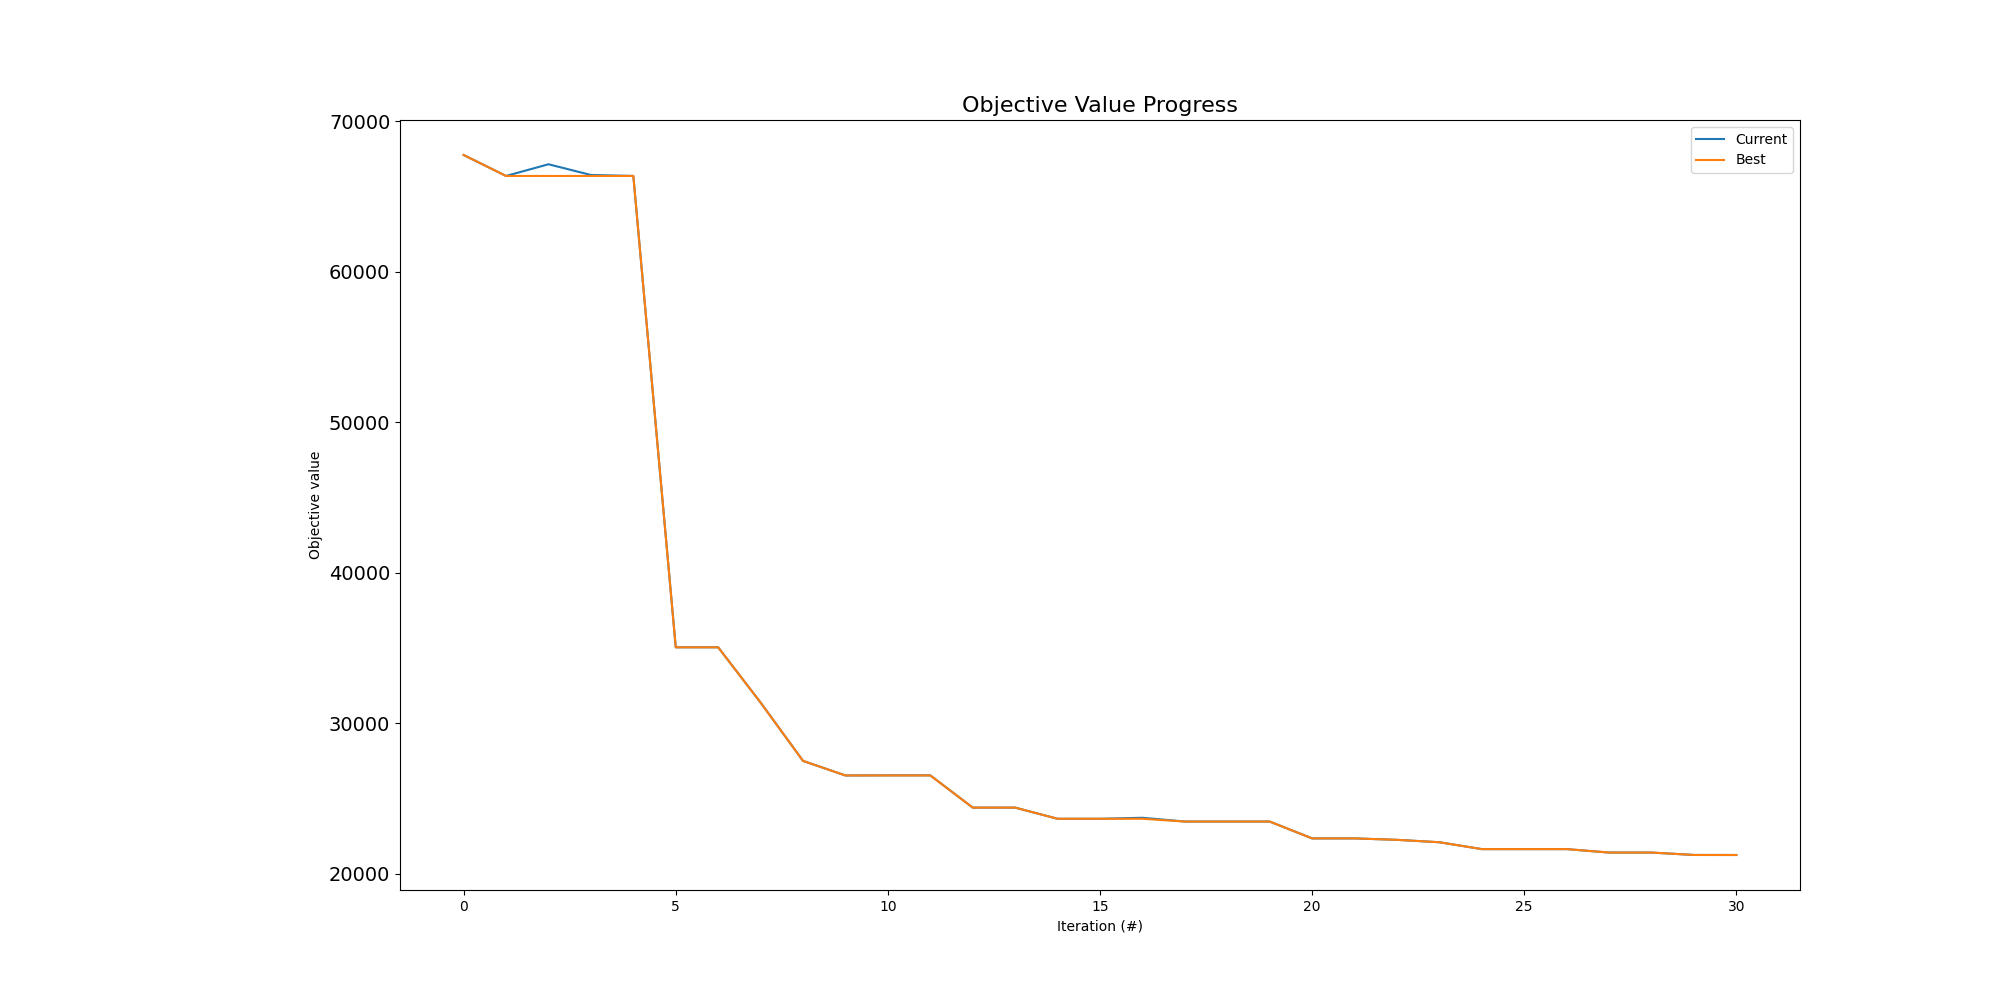 Objective Value Progress
70000
60000
50000
40000
30000
20000
Objective value
Current
Best
0 5 10 15 20 25 30
Iteration (#)